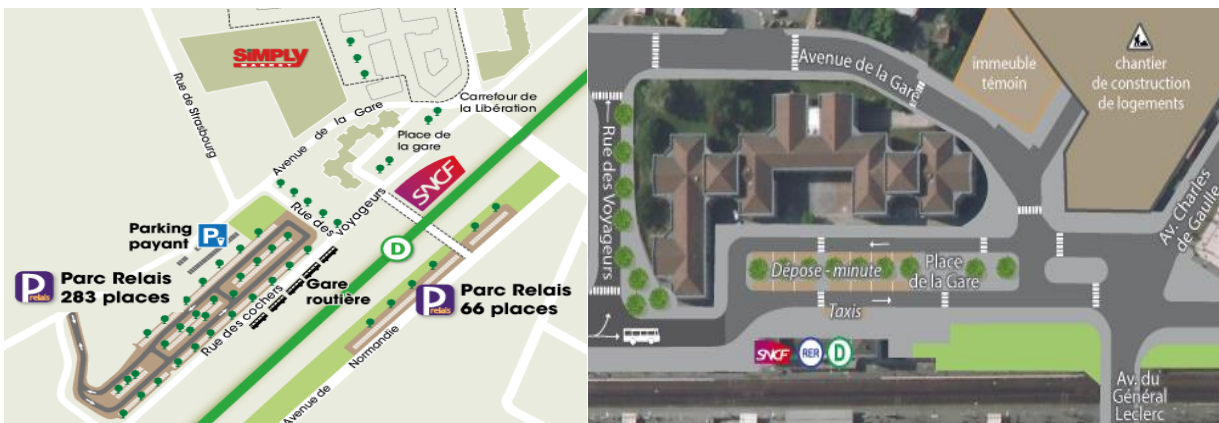 SIMPLY
MARKET
Rue de Strasbourg
Avenue de la Gare
Carrefour de
la Libération
Place de
la gare
SNCF
Rue des voyageurs
Parking
payant
P
D
P
relais
Parc Relais
283 places
Gare
routière
Rue des cochers
P
relais
Parc Relais
66 places
Avenue de Normandie
Avenue de la Gare
immeuble
témoin
chantier
de construction
de logements
Rue des Voyageurs
Av. Charles
de Gaulle
Dépose - minute
Place
de la Gare
Taxis
SNCF
RER
D
Av. du
Général
Leclerc